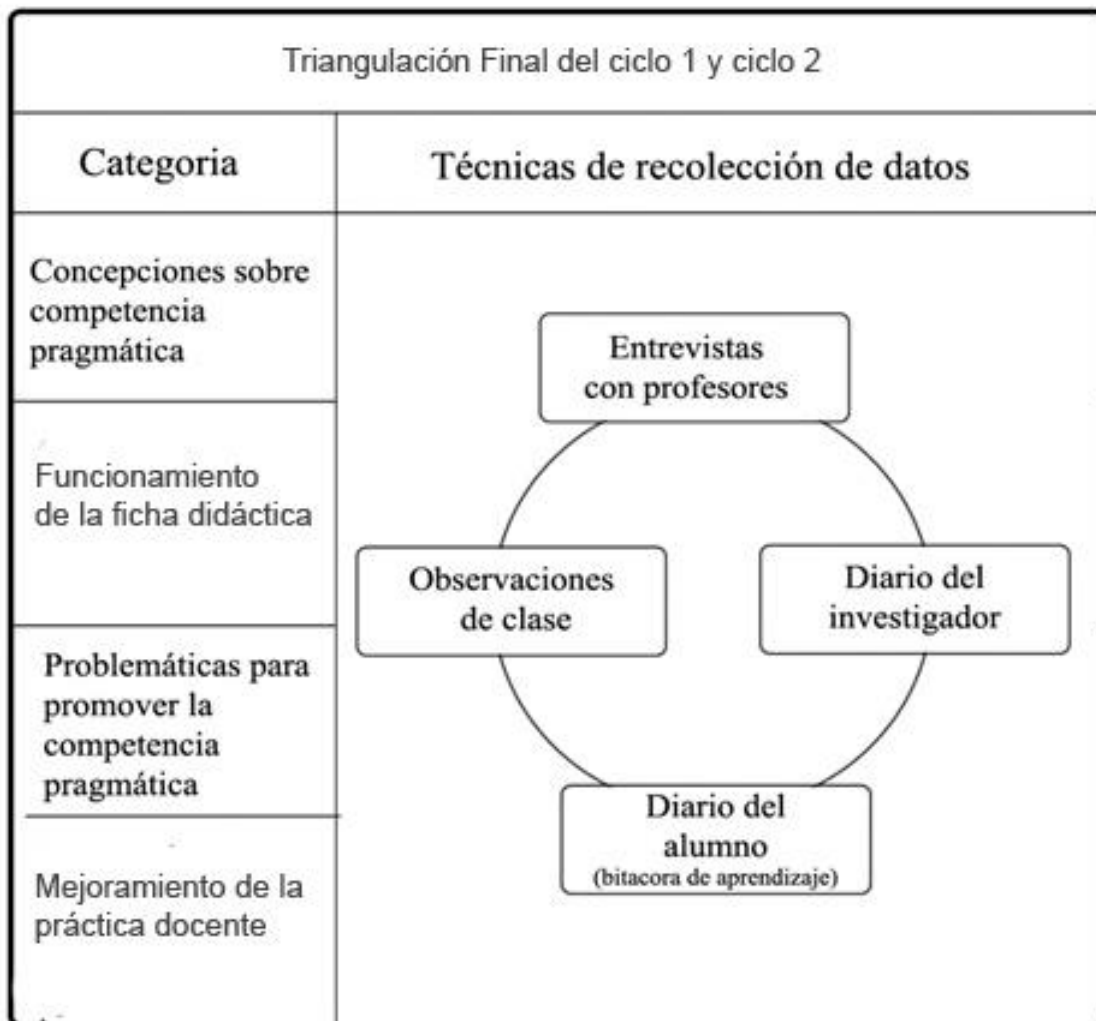 Triangulación Final del ciclo 1 y ciclo 2
Categoria
Técnicas de recolección de datos
Concepciones sobre
competencia
pragmática
Funcionamiento
de la ficha didáctica
Problemáticas para
promover la
competencia
pragmática
Mejoramiento de la
práctica docente
Entrevistas
con profesores
Observaciones
de clase
Diario del
investigador
Diario del
alumno
(bitacora de aprendizaje)